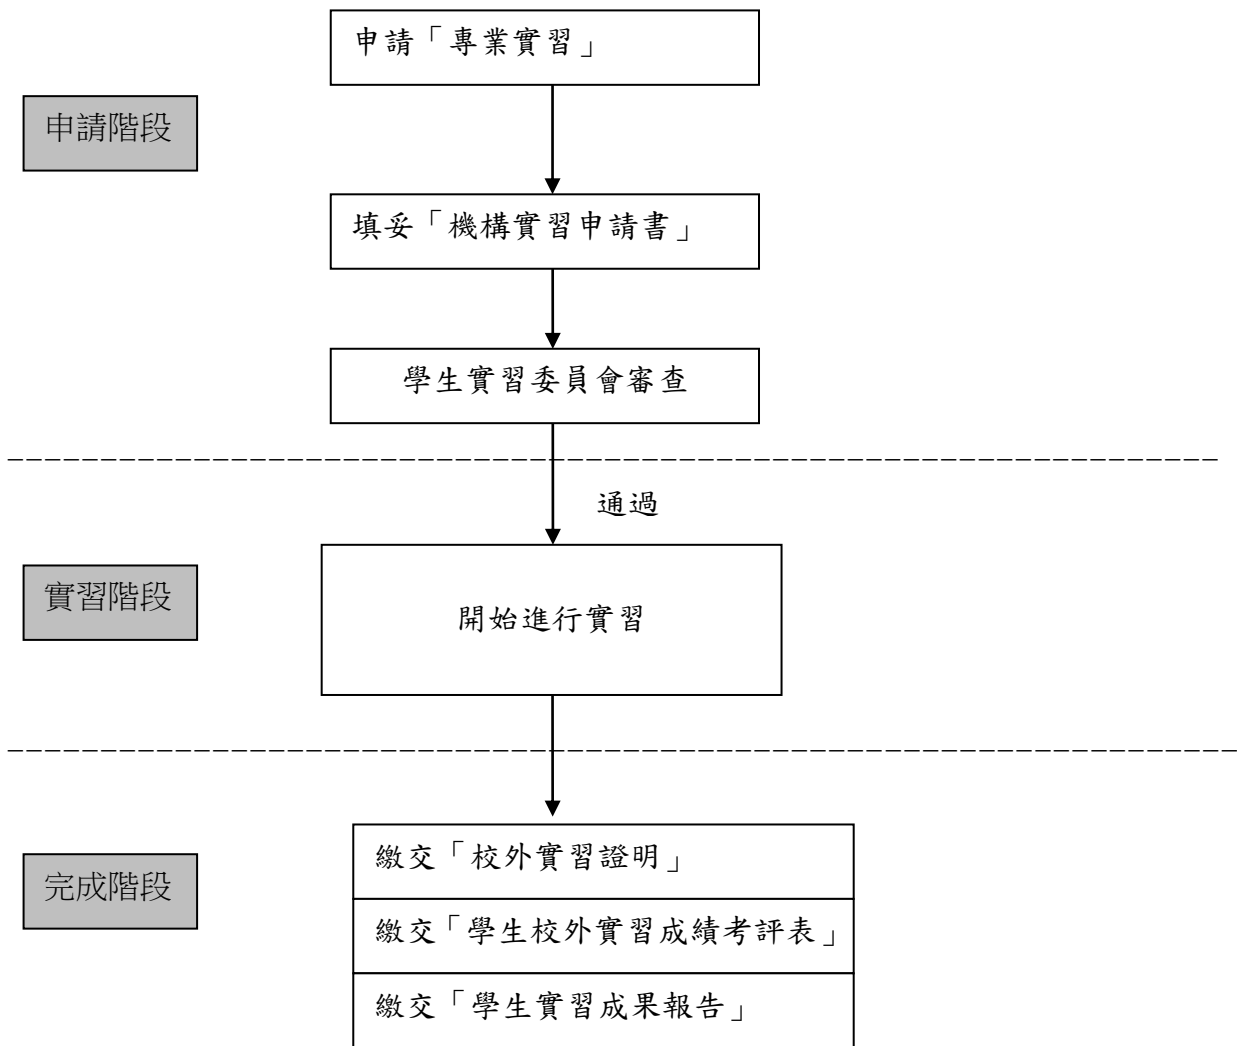 申請「專業實習」
申請階段
填妥「機構實習申請書」
學生實習委員會審查
通過
實習階段
開始進行實習
完成階段
繳交「校外實習證明」
繳交「學生校外實習成績考評表」
繳交「學生實習成果報告」